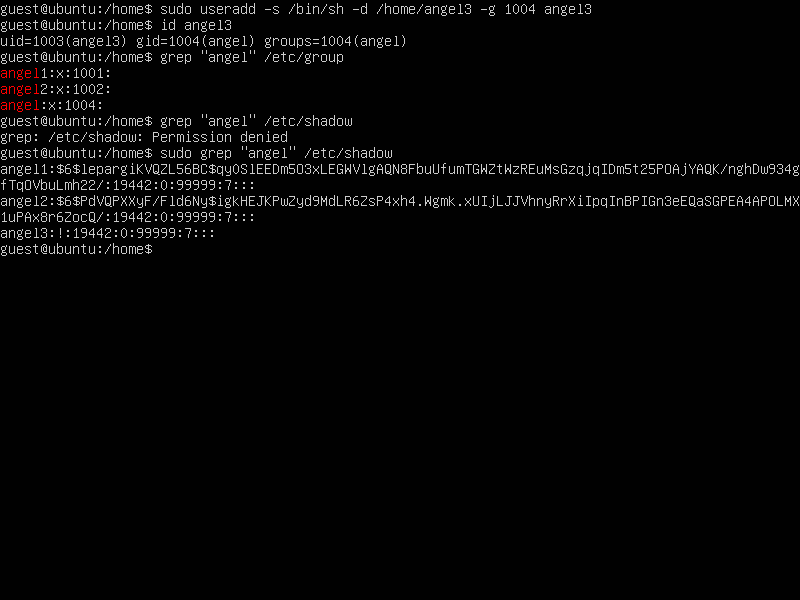 guest@ubuntu:/home$ sudo useradd -s /bin/sh -d /home/angel3 -g 1004 angel3
guest@ubuntu:/home$ id angel3
uid=1003(angel3) gid=1004(angel) groups=1004(angel)
guest@ubuntu:/home$ grep "angel" /etc/group
angel1:x:1001:
angel2:x:1002:
angel:x:1004:
guest@ubuntu:/home$ grep "angel" /etc/shadow
grep: /etc/shadow: Permission denied
guest@ubuntu:/home$ sudo grep "angel" /etc/shadow
angel1:$6$lepargiKVQZL56BC$qy0SlEEDm5O3xLEGWVlgAQN8FbuUfumTGWZtWzREuMsGzqjqIDm5t25POAjYAQK/nghDw934g
fTqOVbuLmh22/:19442:0:99999:7:::
angel2:$6$PdVQPXXyF/Fld6Ny$igkHEJKPwZyd9MdLR6ZsP4xh4.Wgmk.xUIjLJJVhnyRrXiIpqInBPIGn3eEQaSGPEA4APOLMX
1uPAx8r6ZocQ/:19442:0:99999:7:::
angel3:!:19442:0:99999:7:::
guest@ubuntu:/home$